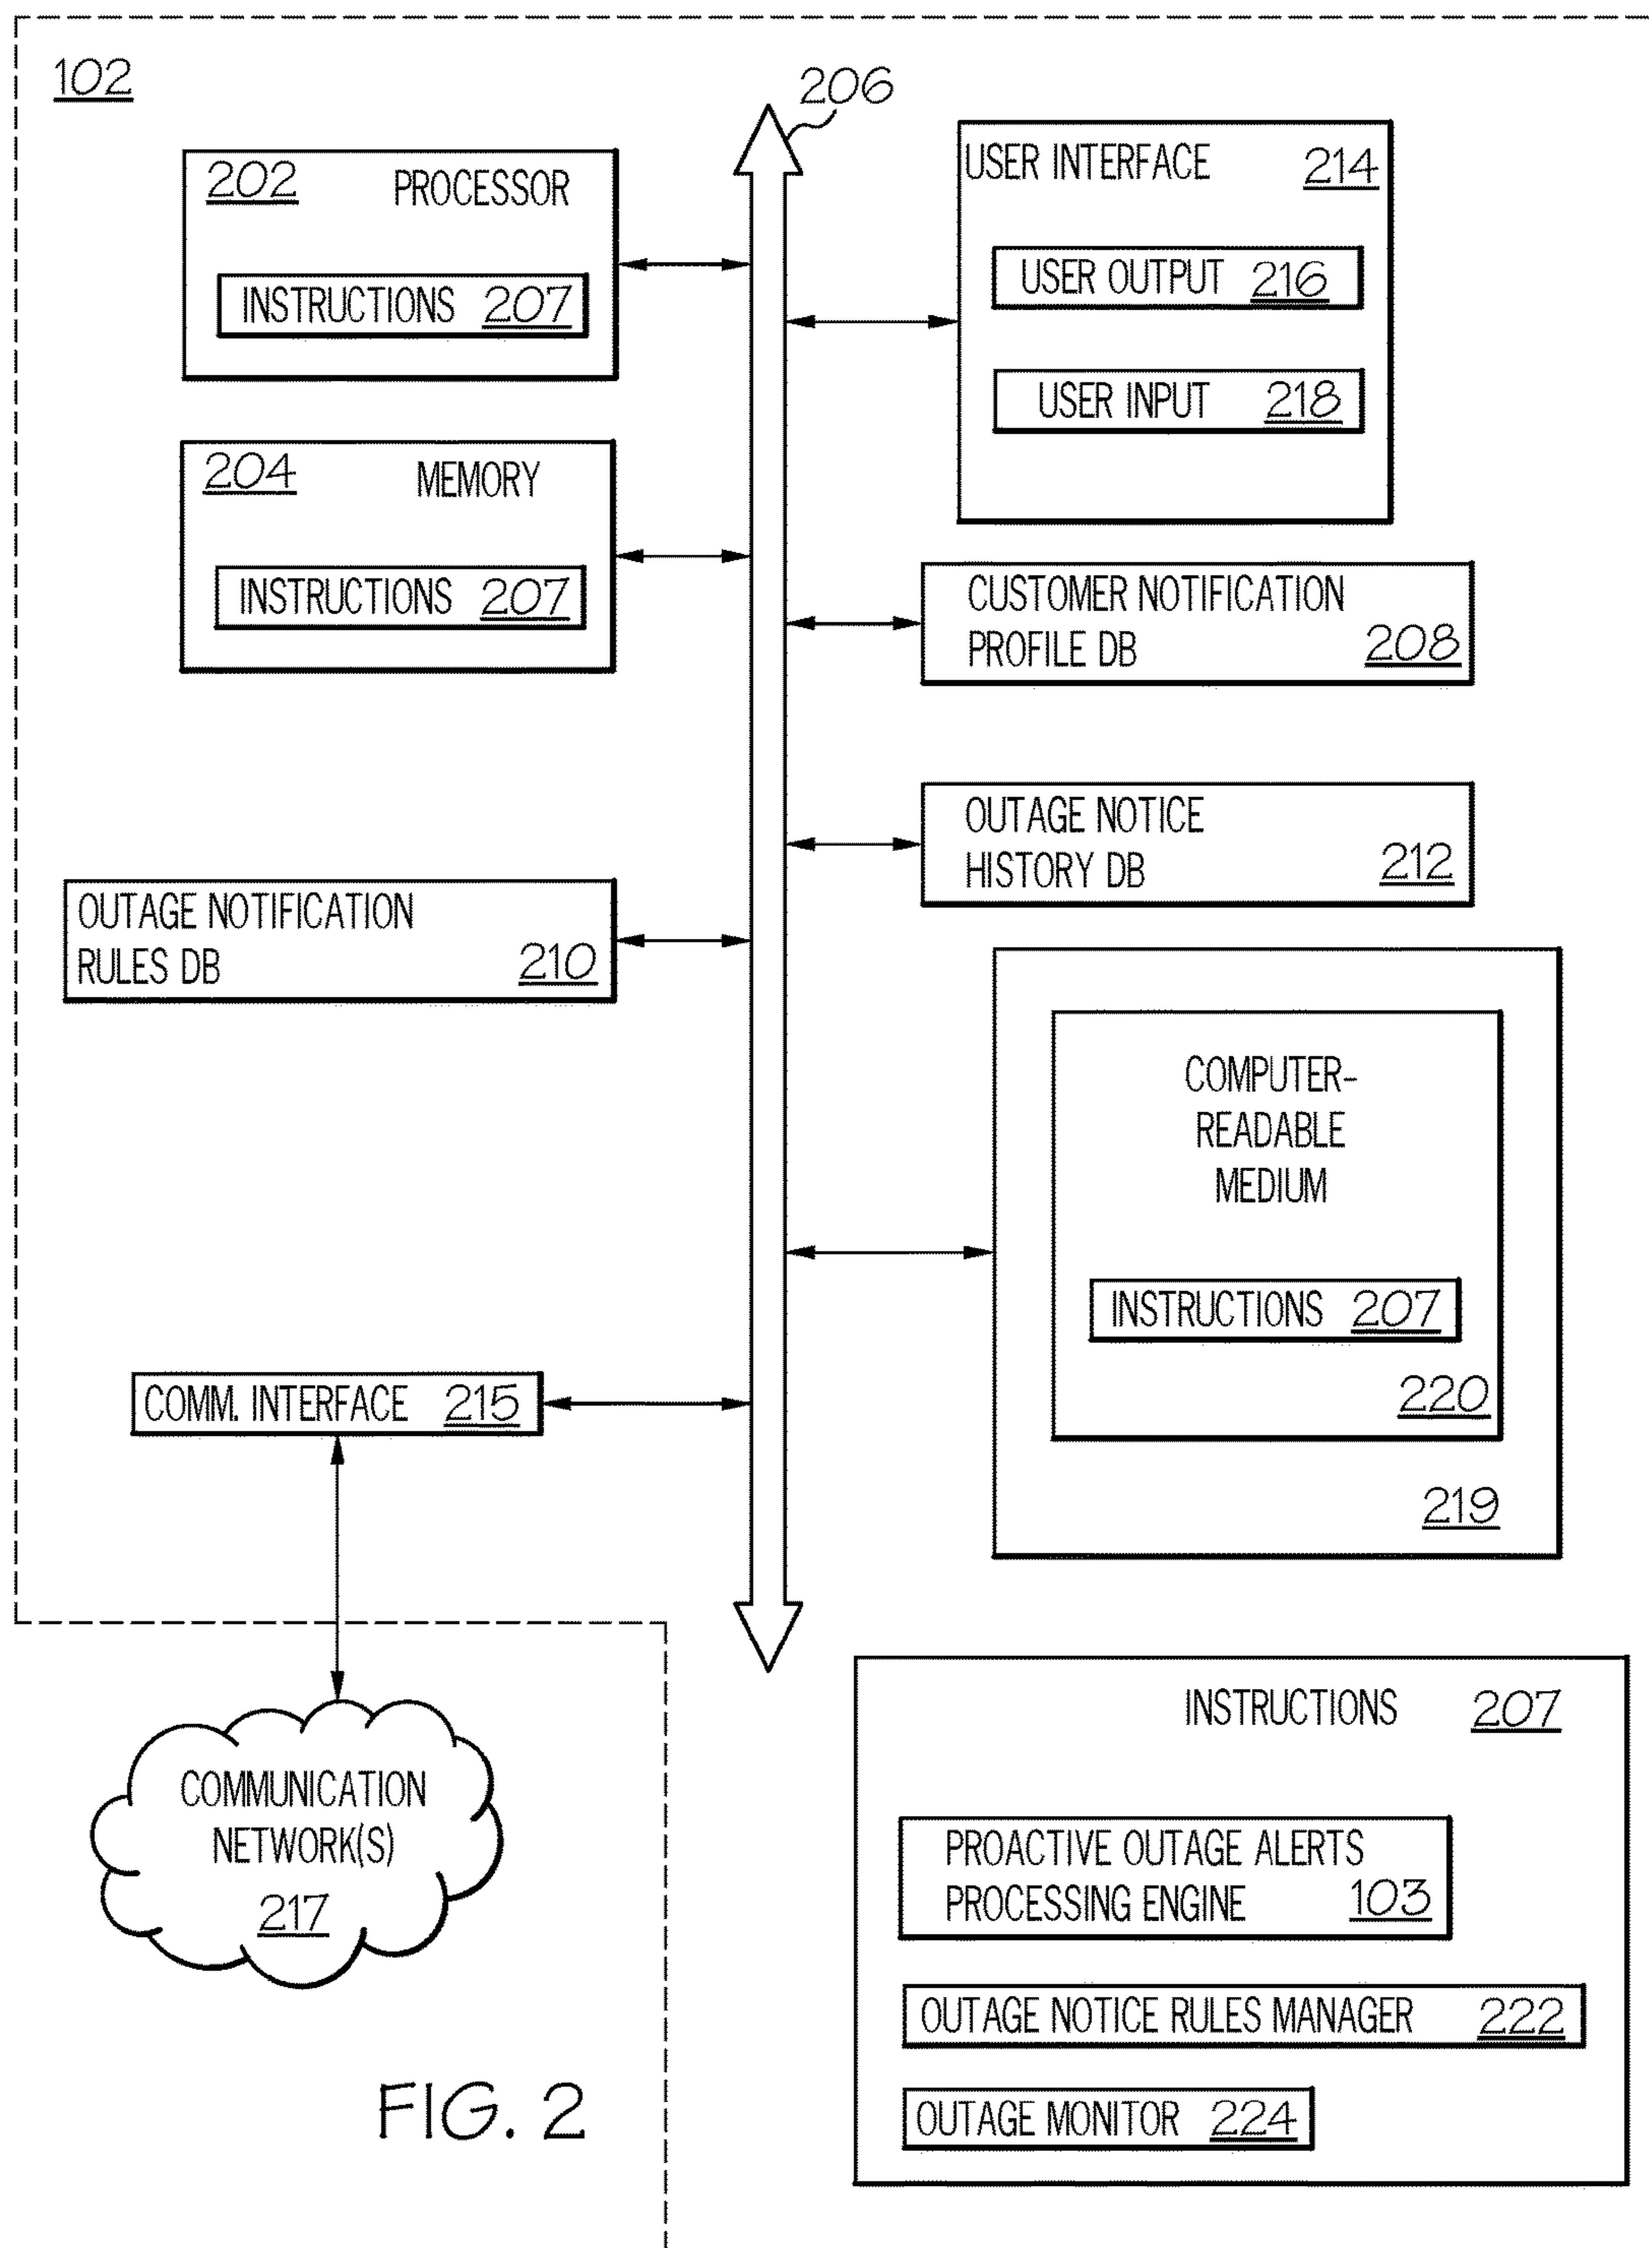 102
206
202 PROCESSOR
INSTRUCTIONS 207
USER INTERFACE 214
USER OUTPUT 216
USER INPUT 218
204 MEMORY
INSTRUCTIONS 207
CUSTOMER NOTIFICATION
PROFILE DB 208
OUTAGE NOTICE
HISTORY DB 212
OUTAGE NOTIFICATION
RULES DB 210
COMPUTER-
READABLE
MEDIUM
INSTRUCTIONS 207
220
219
COMM. INTERFACE 215
COMMUNICATION
NETWORK(S)
217
INSTRUCTIONS 207
PROACTIVE OUTAGE ALERTS
PROCESSING ENGINE 103
OUTAGE NOTICE RULES MANAGER 222
OUTAGE MONITOR 224
FIG. 2